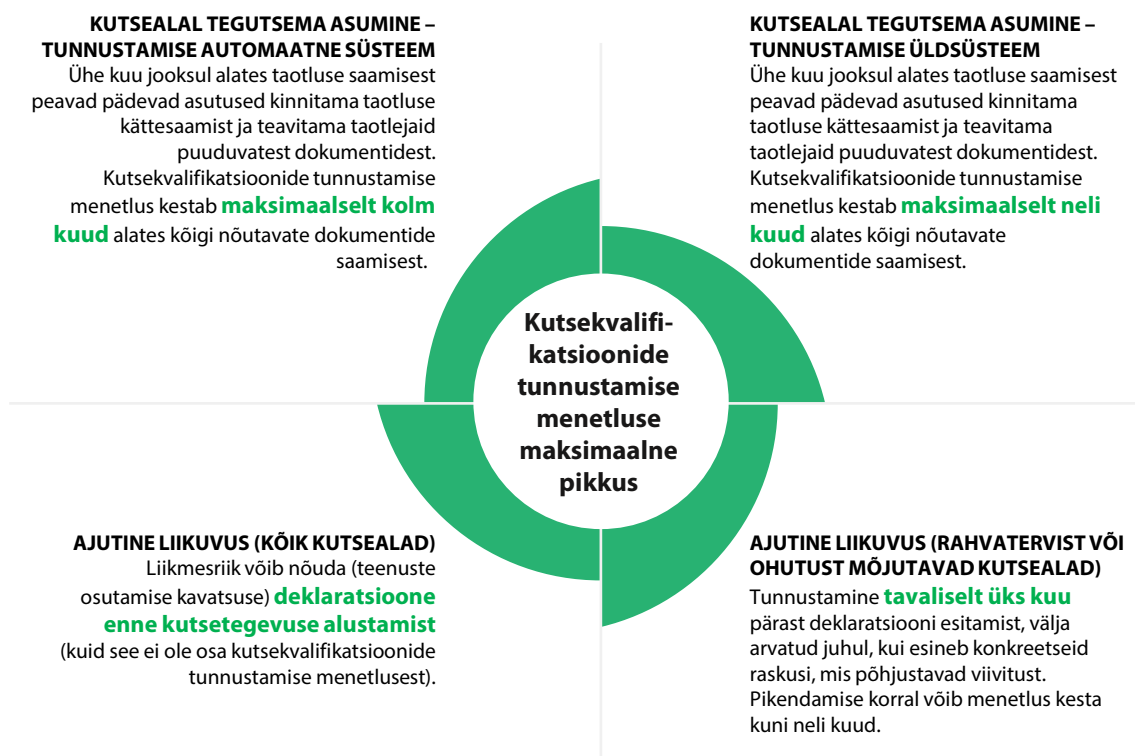 KUTSEALAL TEGUTSEMA ASUMINE –
TUNNUSTAMISE AUTOMAATNE SÜSTEEM
Ühe kuu jooksul alates taotluse saamisest
peavad pädevad asutused kinnitama taotluse
kättesaamist ja teavitama taotlejaid
puuduvatest dokumentidest.
Kutsekvalifikatsioonide tunnustamise
menetlus kestab maksimaalselt kolm
kuud alates kõigi nõutavate dokumentide
saamisest.
KUTSEALAL TEGUTSEMA ASUMINE –
TUNNUSTAMISE ÜLDSÜSTEEM
Ühe kuu jooksul alates taotluse saamisest
peavad pädevad asutused kinnitama
taotluse kättesaamist ja teavitama
taotlejaid puuduvatest dokumentidest.
Kutsekvalifikatsioonide tunnustamise
menetlus kestab maksimaalselt neli
kuud alates kõigi nõutavate
dokumentide saamisest.
Kutsekvalifi-
katsioonide
tunnustamise
menetluse
maksimaalne
pikkus
AJUTINE LIIKUVUS (KÕIK KUTSEALAD)
Liikmesriik võib nõuda (teenuste
osutamise kavatsuse) deklaratsioone
enne kutsetegevuse alustamist
(kuid see ei ole osa kutsekvalifikatsioonide
tunnustamise menetlusest).
AJUTINE LIIKUVUS (RAHVATERVIST VÕI
OHUTUST MÕJUTAVAD KUTSEALAD)
Tunnustamine tavaliselt üks kuu
pärast deklaratsiooni esitamist, välja
arvatud juhul, kui esineb konkreetseid
raskusi, mis põhjustavad viivitust.
Pikendamise korral võib menetlus kesta
kuni neli kuud.